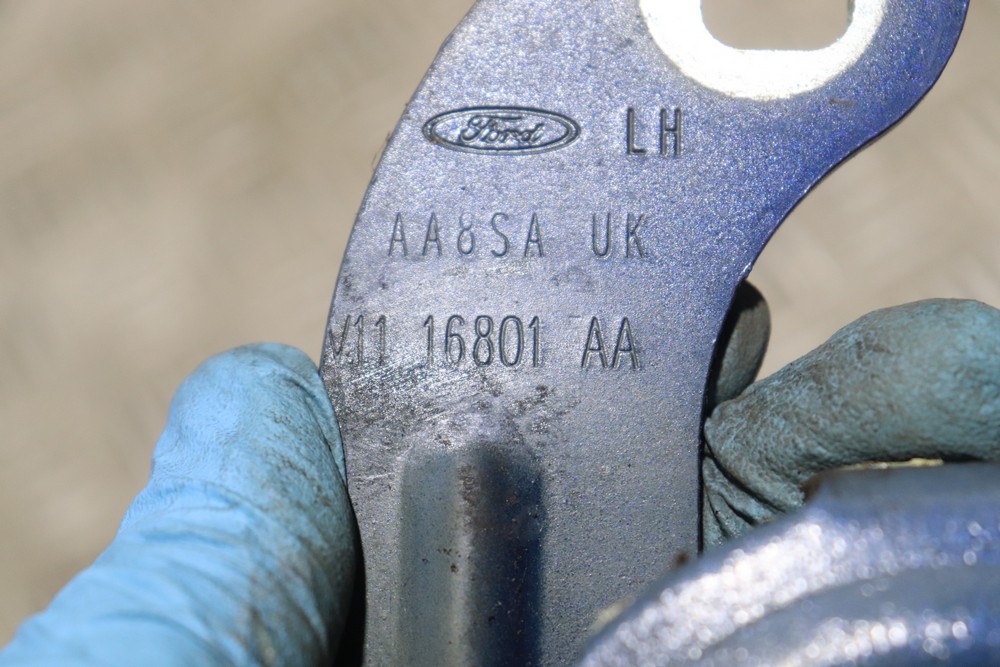 Ford LH
AA8SA UK
V11 16801 AA